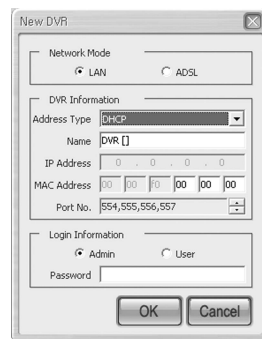 New DVR
Network Mode
LAN ADSL
DVR Information
Address Type DHCP
Name DVR []
IP Address 0 . 0 . 0 . 0
MAC Address 00 00 f0 00 00 00
Port No. 554,555,556,557
Login Information
Admin User
Password
OK Cancel